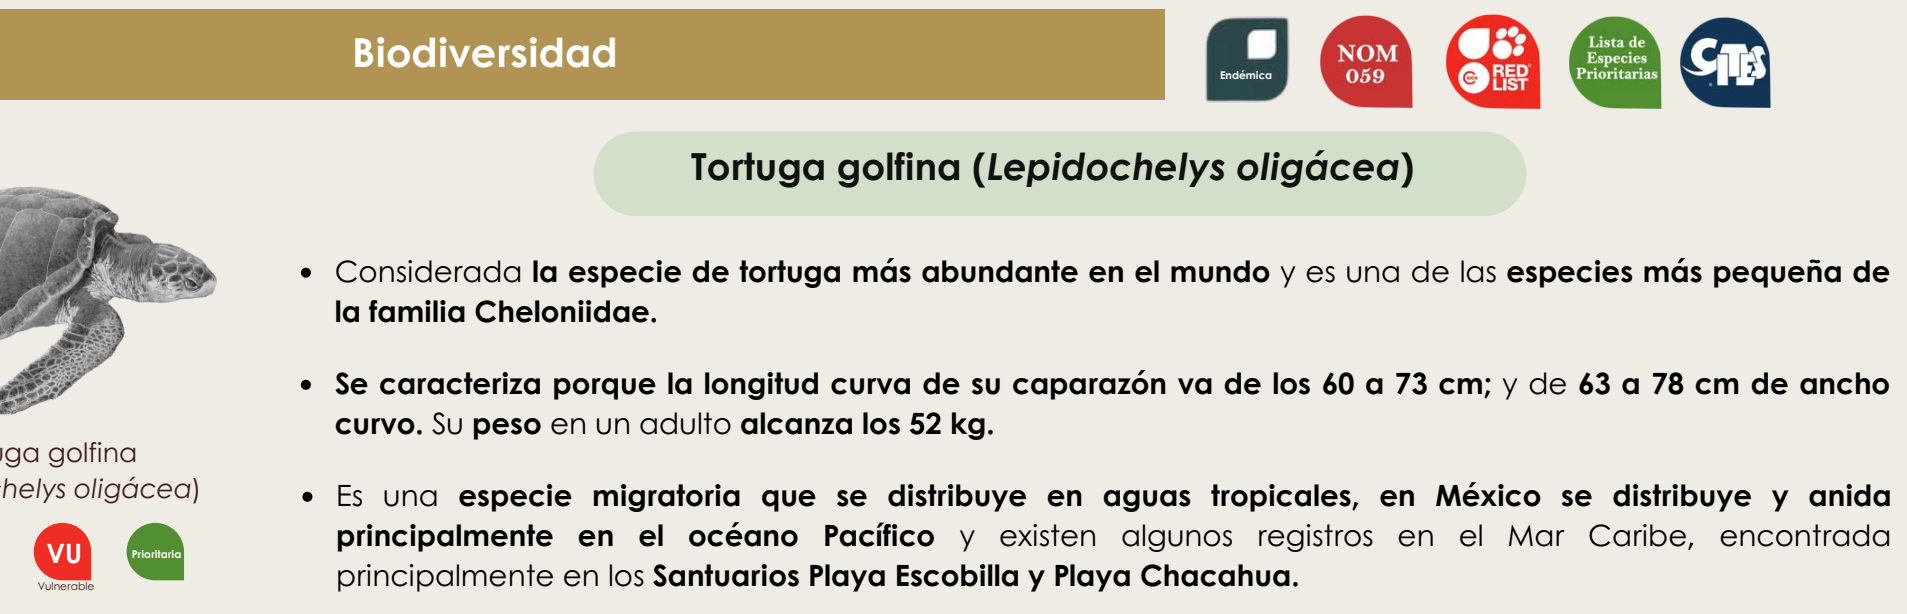 Biodiversidad
Endémica
NOM
059
RED
LIST
Lista de
Especies
Prioritarias
CITES
Tortuga golfina (Lepidochelys oligácea)
• Considerada la especie de tortuga más abundante en el mundo y es una de las especies más pequeña de
la familia Cheloniidae.
• Se caracteriza porque la longitud curva de su caparazón va de los 60 a 73 cm; y de 63 a 78 cm de ancho
curvo. Su peso en un adulto alcanza los 52 kg.
• Es una especie migratoria que se distribuye en aguas tropicales, en México se distribuye y anida
principalmente en el océano Pacífico y existen algunos registros en el Mar Caribe, encontrada
principalmente en los Santuarios Playa Escobilla y Playa Chacahua.
uga golfina
chelys oligácea)
VU
Vulnerable
Prioritaria